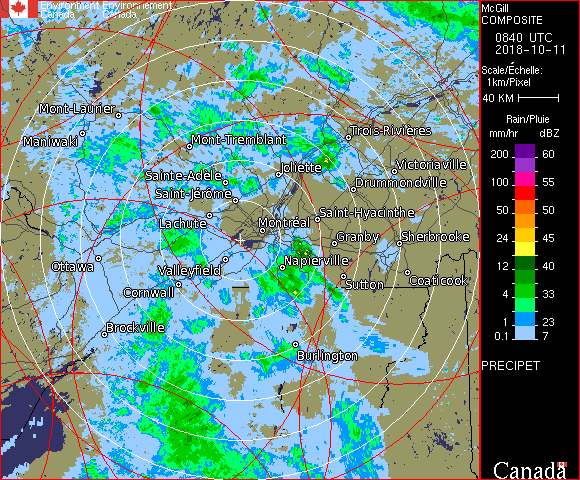 Environment Environnement
Canada Canada
McGill
COMPOSITE
0840 UTC
2018-10-11
Scale/Échelle:
1km/Pixel
40 KM
Rain/Pluie
mm/hr dBZ
200 60
100 55
50 50
24 45
12 40
4 33
1 23
0.1 7
PRECIPET
Canada
Mont-Laurier
Maniwaki
Mont-Tremblant
Trois-Rivières
Sainte-Adèle
Joliette
Victoriaville
Saint-Jérôme
Drummondville
Lachute
Montréal
Saint-Hyacinthe
Granby
Sherbrooke
Ottawa
Valleyfield
Napierville
Sutton
Coaticook
Cornwall
Brockville
Burlington